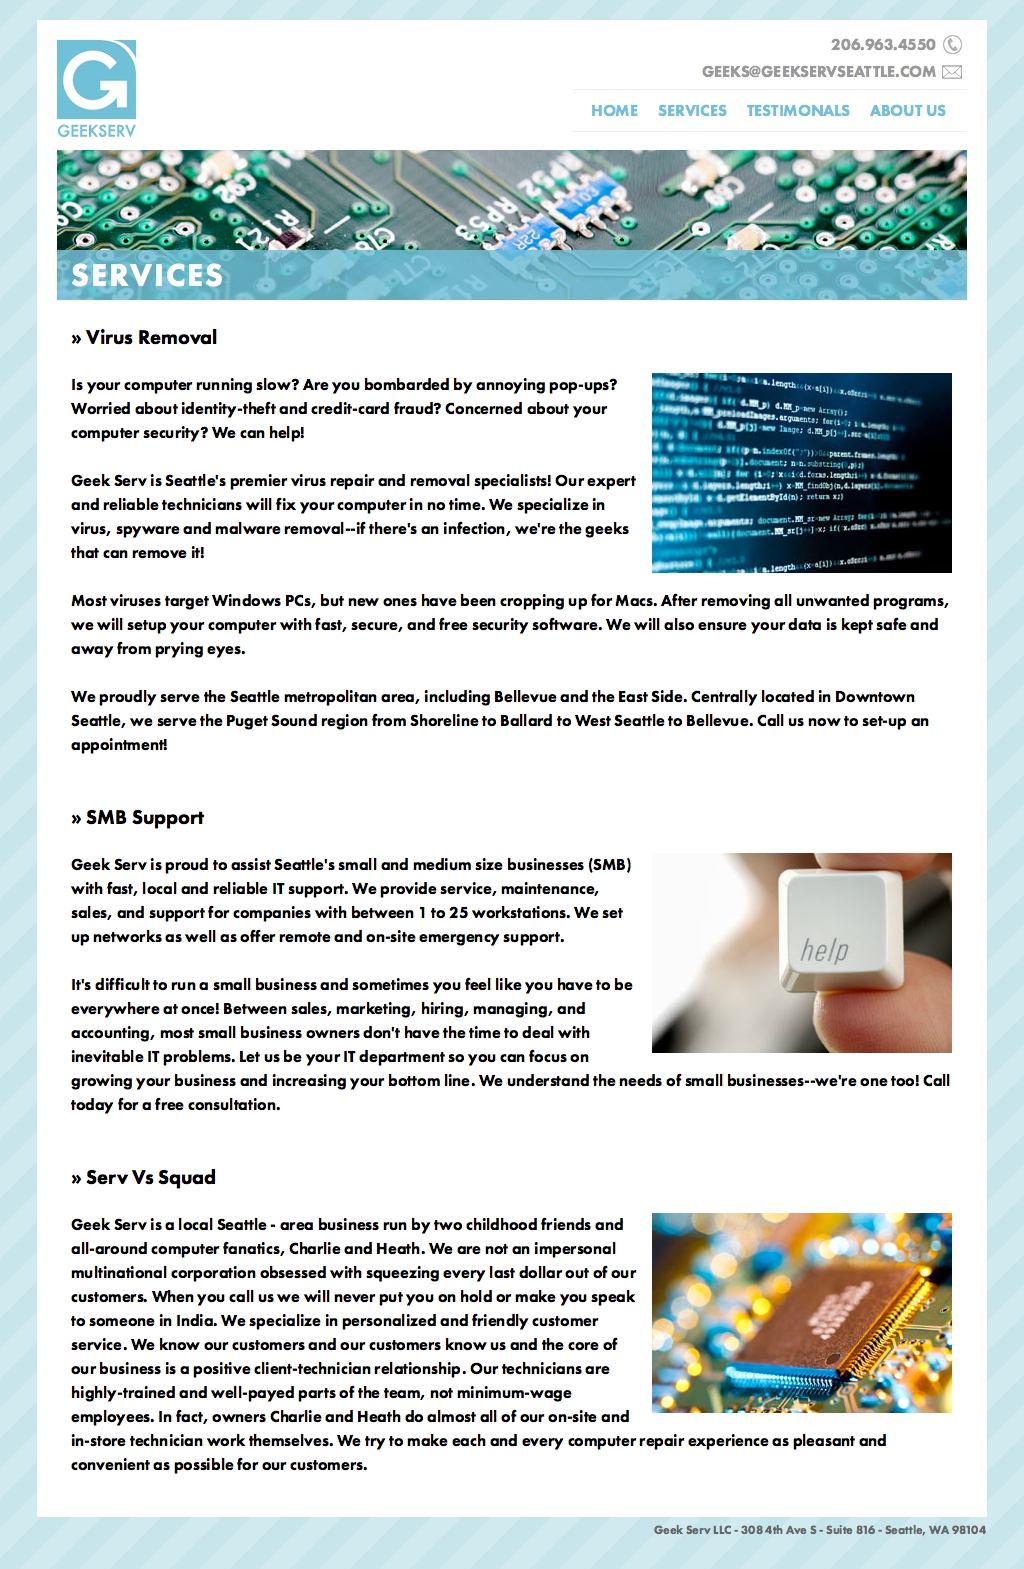 206.963.4550
GEEKS@GEEKSERVSEATTLE.COM
G
GEEKSERV
HOME SERVICES TESTIMONALS ABOUT US
SERVICES
» Virus Removal
Is your computer running slow? Are you bombarded by annoying pop-ups?
Worried about identity-theft and credit-card fraud? Concerned about your
computer security? We can help!
Geek Serv is Seattle's premier virus repair and removal specialists! Our expert
and reliable technicians will fix your computer in no time. We specialize in
virus, spyware and malware removal--if there's an infection, we're the geeks
that can remove it!
Most viruses target Windows PCs, but new ones have been cropping up for Macs. After removing all unwanted programs,
we will setup your computer with fast, secure, and free security software. We will also ensure your data is kept safe and
away from prying eyes.
We proudly serve the Seattle metropolitan area, including Bellevue and the East Side. Centrally located in Downtown
Seattle, we serve the Puget Sound region from Shoreline to Ballard to West Seattle to Bellevue. Call us now to set-up an
appointment!
» SMB Support
Geek Serv is proud to assist Seattle's small and medium size businesses (SMB)
with fast, local and reliable IT support. We provide service, maintenance,
sales, and support for companies with between 1 to 25 workstations. We set
up networks as well as offer remote and on-site emergency support.
help
It's difficult to run a small business and sometimes you feel like you have to be
everywhere at once! Between sales, marketing, hiring, managing, and
accounting, most small business owners don't have the time to deal with
inevitable IT problems. Let us be your IT department so you can focus on
growing your business and increasing your bottom line. We understand the needs of small businesses--we're one too! Call
today for a free consultation.
» Serv Vs Squad
Geek Serv is a local Seattle - area business run by two childhood friends and
all-around computer fanatics, Charlie and Heath. We are not an impersonal
multinational corporation obsessed with squeezing every last dollar out of our
customers. When you call us we will never put you on hold or make you speak
to someone in India. We specialize in personalized and friendly customer
service. We know our customers and our customers know us and the core of
our business is a positive client-technician relationship. Our technicians are
highly-trained and well-payed parts of the team, not minimum-wage
employees. In fact, owners Charlie and Heath do almost all of our on-site and
in-store technician work themselves. We try to make each and every computer repair experience as pleasant and
convenient as possible for our customers.
Geek Serv LLC - 308 4th Ave S - Suite 816 - Seattle, WA 98104